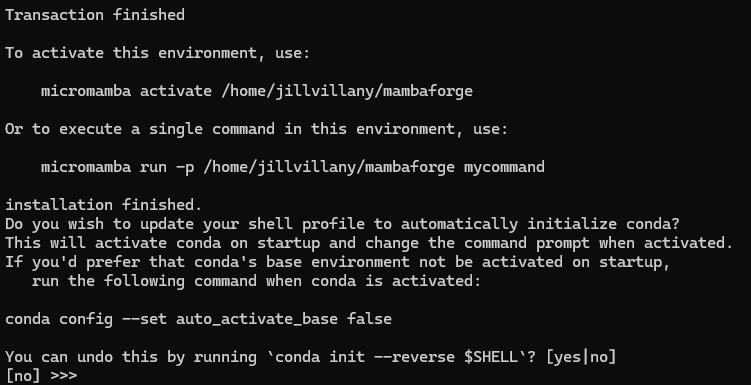 Transaction finished
To activate this environment, use:
micromamba activate /home/jillvillany/mambaforge
Or to execute a single command in this environment, use:
micromamba run -p /home/jillvillany/mambaforge mycommand
installation finished.
Do you wish to update your shell profile to automatically initialize conda?
This will activate conda on startup and change the command prompt when activated.
If you'd prefer that conda's base environment not be activated on startup,
run the following command when conda is activated:
conda config --set auto_activate_base false
You can undo this by running `conda init --reverse $SHELL`? [yes|no]
[no] >>>